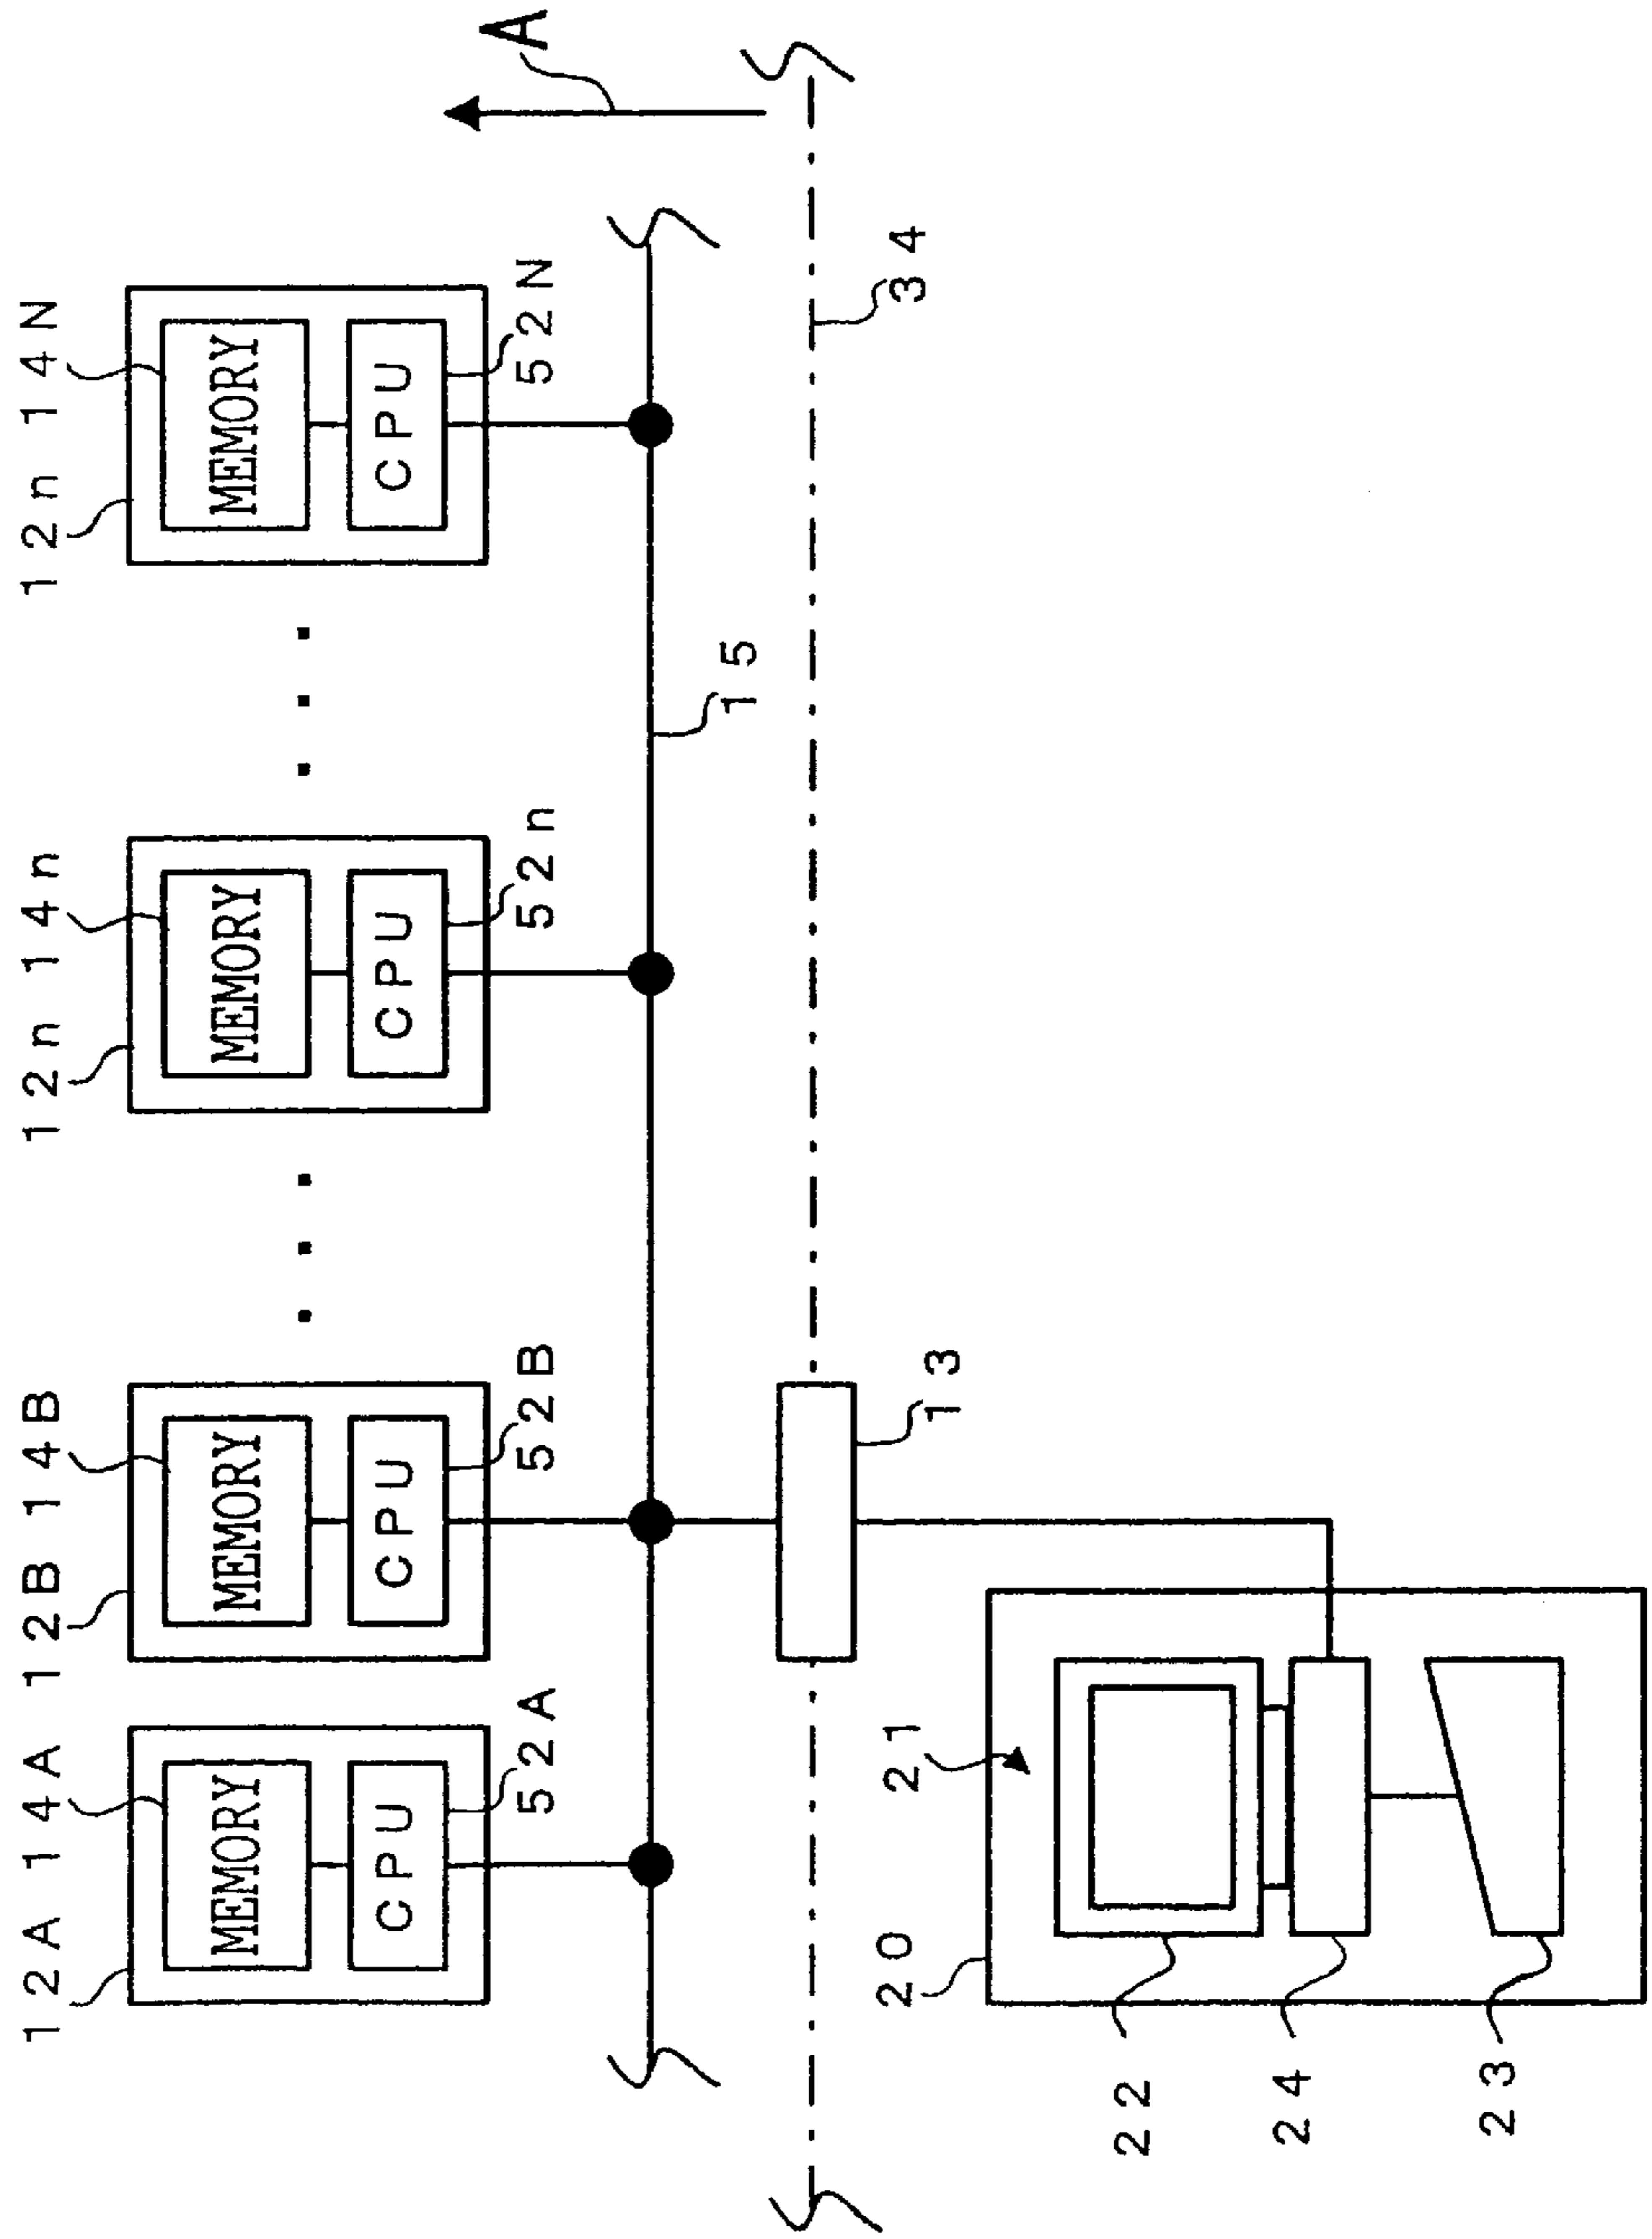 12A 14A 12B 14B 12n 14n 12n 14N
MEMORY MEMORY MEMORY MEMORY
CPU CPU CPU CPU
52A 52B 52n 52N
A
15
34
13
20 21
22
24
23